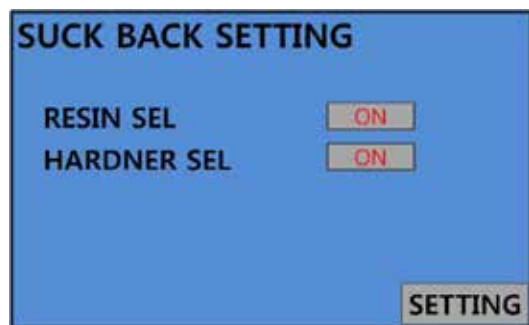 SUCK BACK SETTING
RESIN SEL ON
HARDNER SEL ON
SETTING